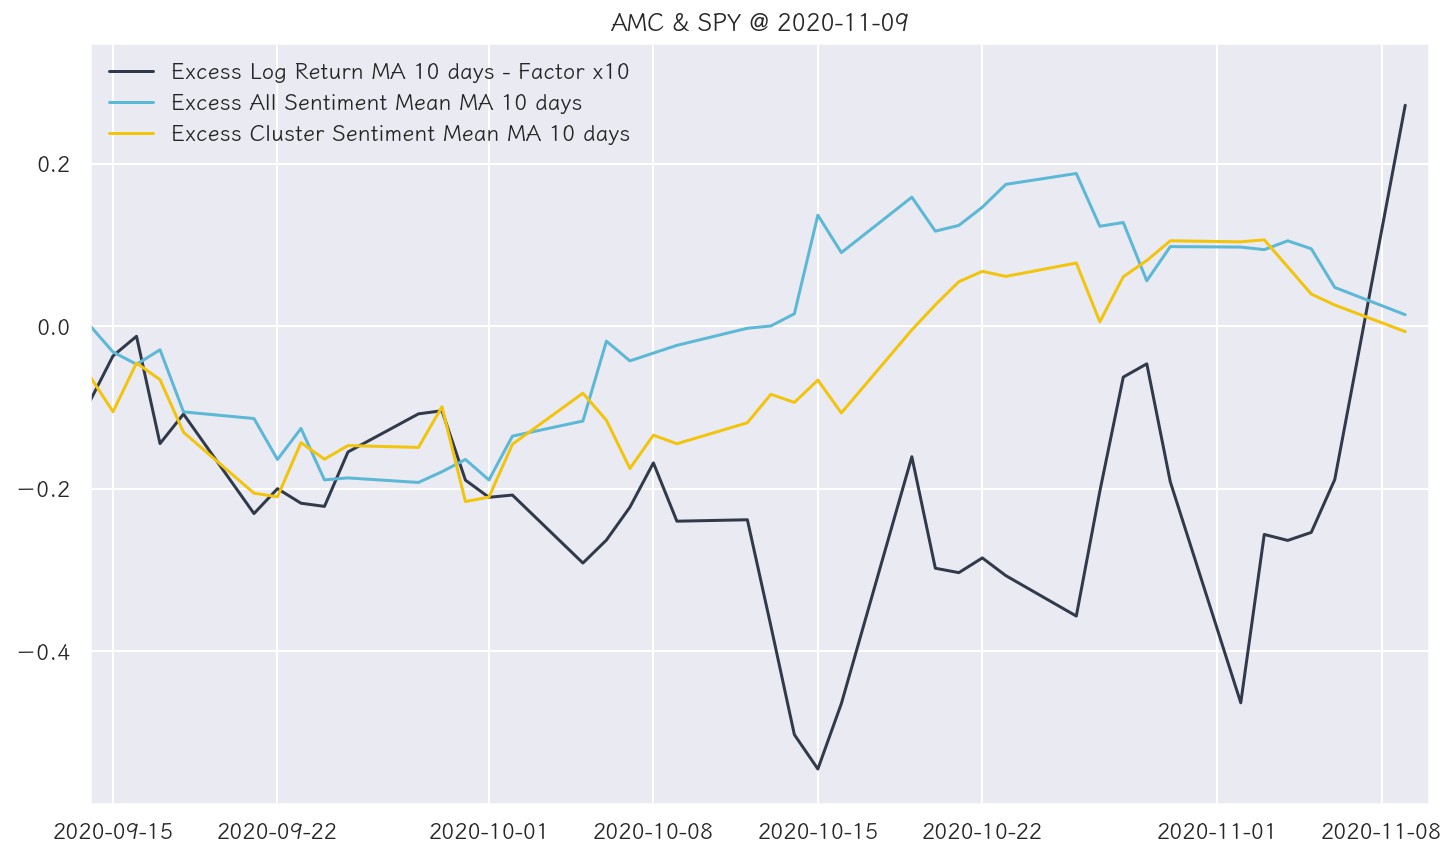 AMC & SPY @ 2020-11-09
Excess Log Return MA 10 days - Factor x10
Excess All Sentiment Mean MA 10 days
Excess Cluster Sentiment Mean MA 10 days
0.2
0.0
−0.2
−0.4
2020-09-15 2020-09-22 2020-10-01 2020-10-08 2020-10-15 2020-10-22 2020-11-01 2020-11-08